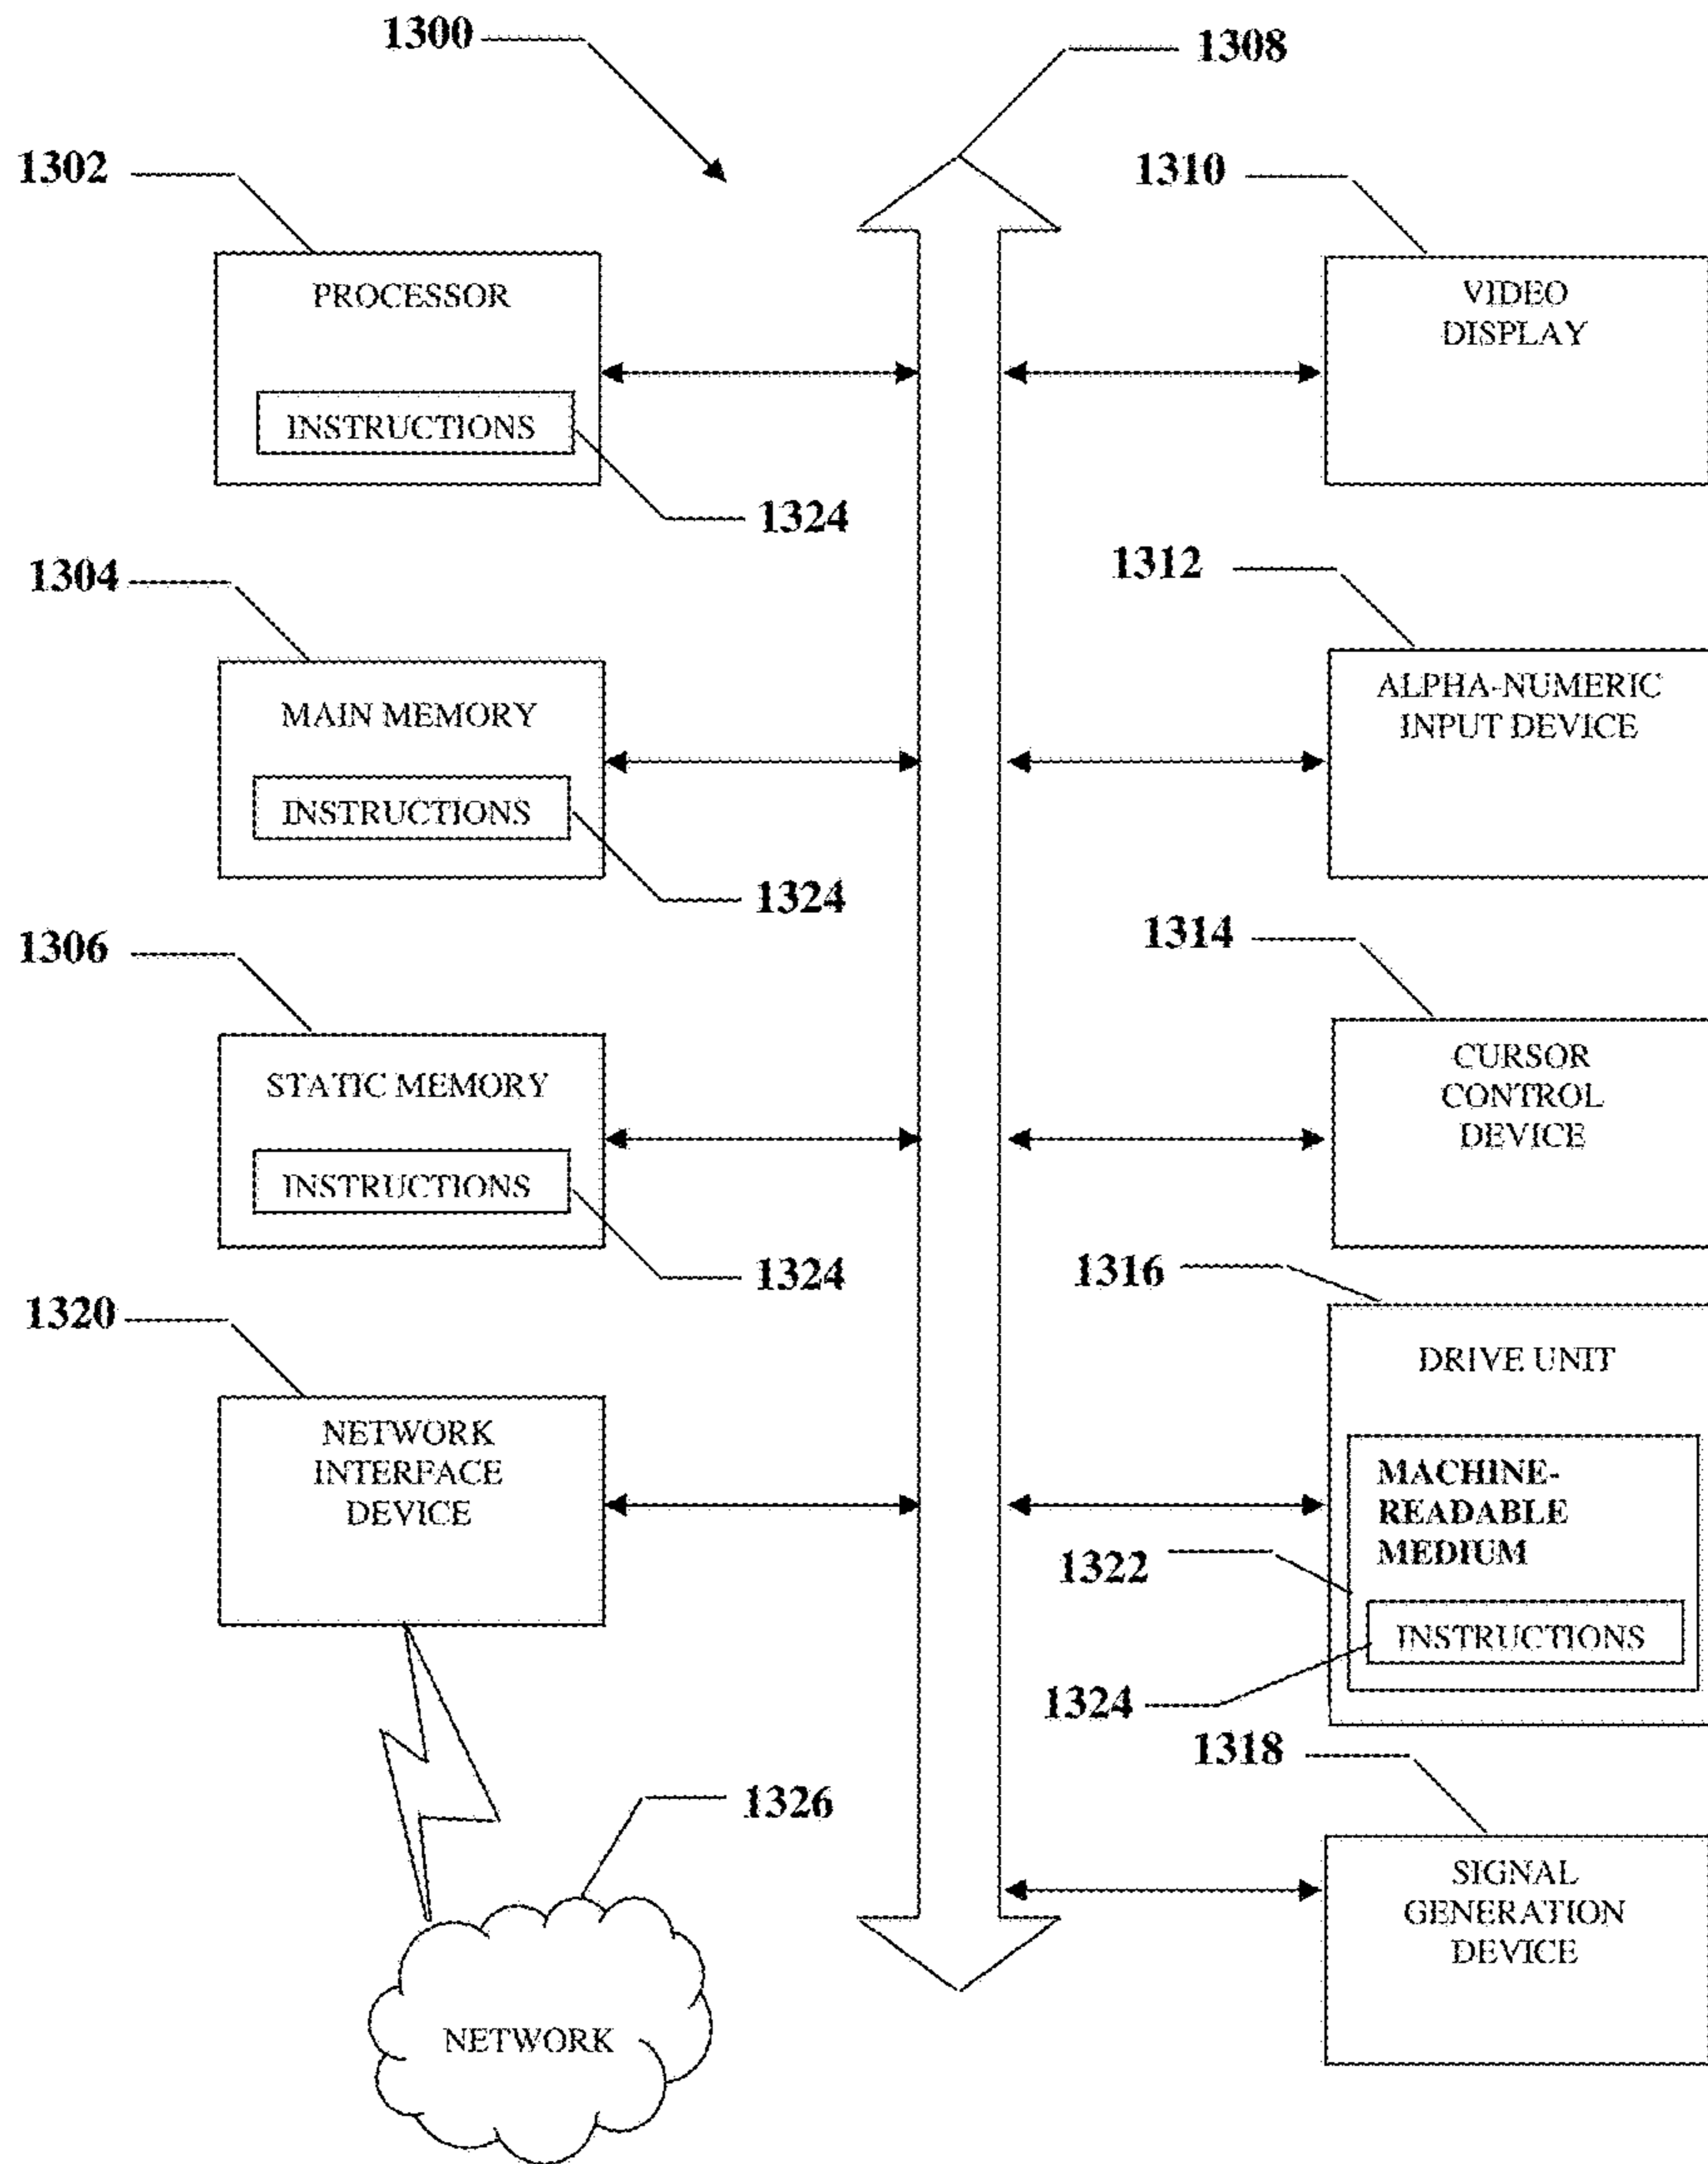 1300
1308
1302
1310
PROCESSOR
INSTRUCTIONS
1324
VIDEO
DISPLAY
1304
1312
MAIN MEMORY
INSTRUCTIONS
1324
ALPHA-NUMERIC
INPUT DEVICE
1306
1314
STATIC MEMORY
INSTRUCTIONS
1324
CURSOR
CONTROL
DEVICE
1320
1316
NETWORK
INTERFACE
DEVICE
DRIVE UNIT
MACHINE-
READABLE
MEDIUM
1322
INSTRUCTIONS
1324
1318
1326
NETWORK
SIGNAL
GENERATION
DEVICE